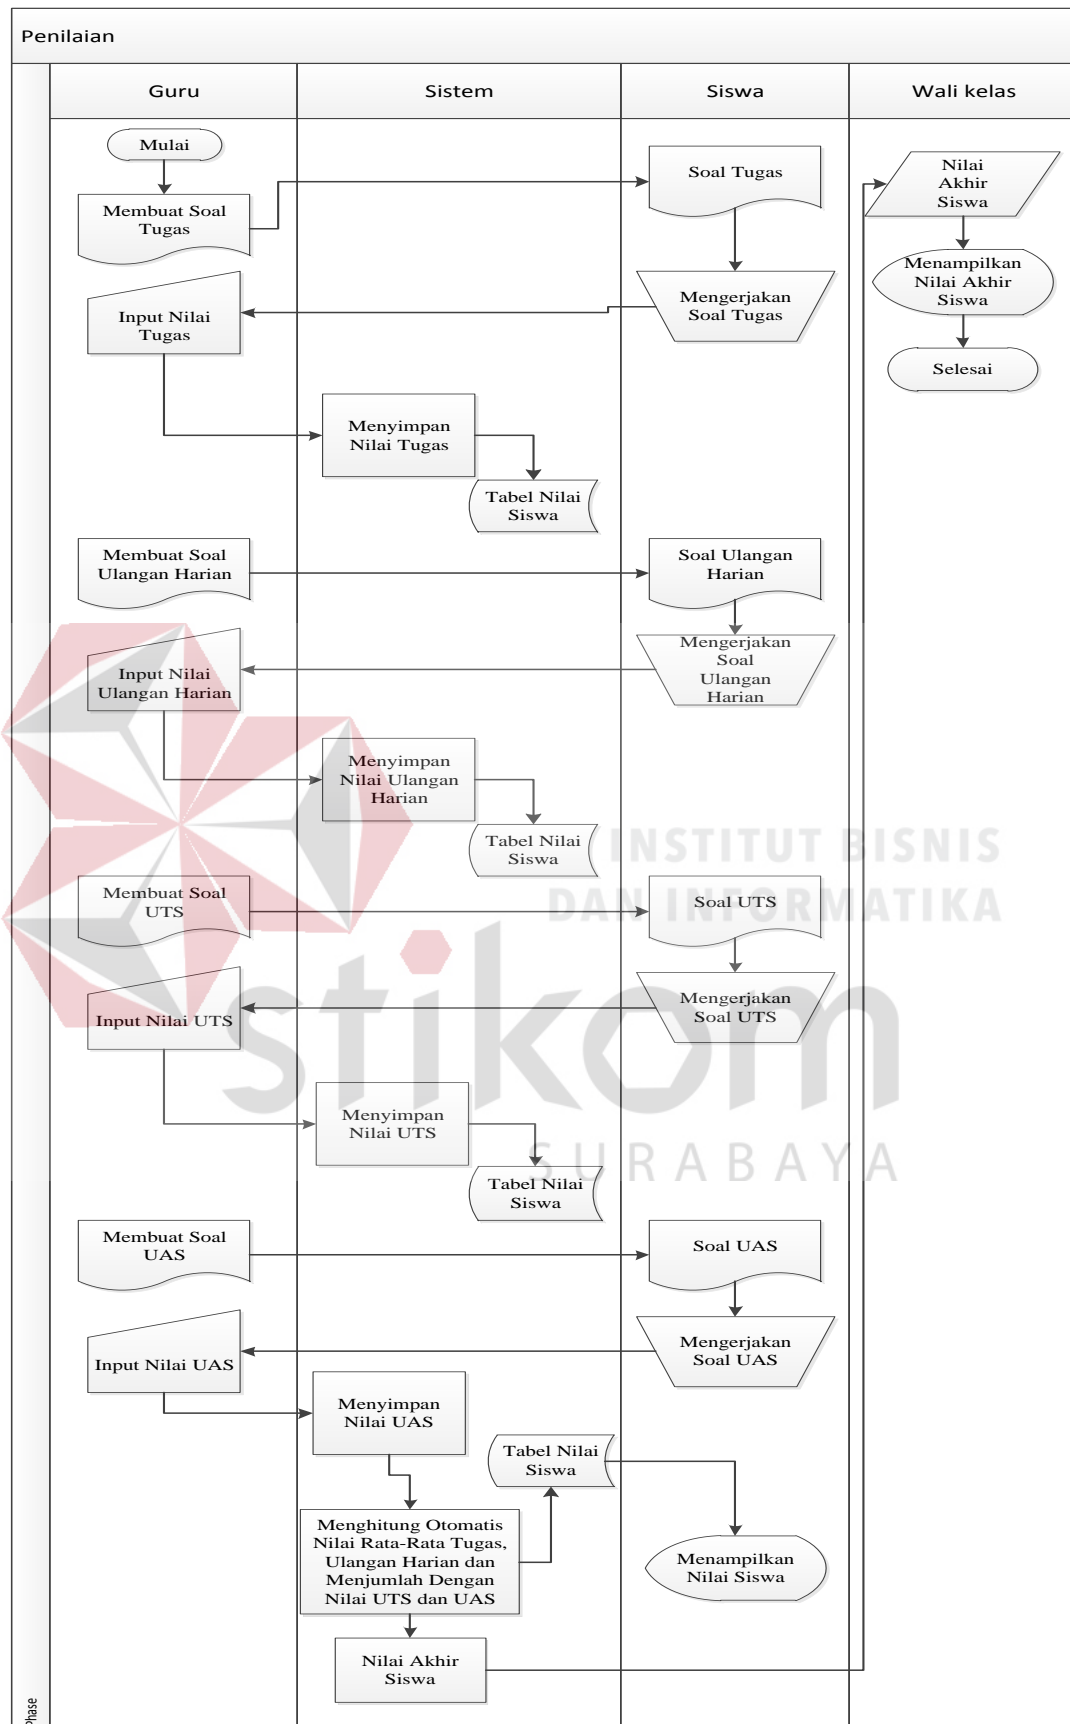 Penilaian
Guru
Sistem
Siswa
Wali kelas
Mulai
Membuat Soal
Tugas
Soal Tugas
Nilai
Akhir
Siswa
Menampilkan
Nilai Akhir
Siswa
Selesai
Input Nilai
Tugas
Mengerjakan
Soal Tugas
Menyimpan
Nilai Tugas
Tabel Nilai
Siswa
Membuat Soal
Ulangan Harian
Soal Ulangan
Harian
Input Nilai
Ulangan Harian
Mengerjakan
Soal
Ulangan
Harian
Menyimpan
Nilai Ulangan
Harian
Tabel Nilai
Siswa
INSTITUT BISNIS
DAN INFORMATIKA
Membuat Soal
UTS
Soal UTS
stikom
SURABAYA
Input Nilai UTS
Mengerjakan
Soal UTS
Menyimpan
Nilai UTS
Tabel Nilai
Siswa
Membuat Soal
UAS
Soal UAS
Input Nilai UAS
Mengerjakan
Soal UAS
Menyimpan
Nilai UAS
Tabel Nilai
Siswa
Menghitung Otomatis
Nilai Rata-Rata Tugas,
Ulangan Harian dan
Menjumlah Dengan
Nilai UTS dan UAS
Menampilkan
Nilai Siswa
Nilai Akhir
Siswa
Phase